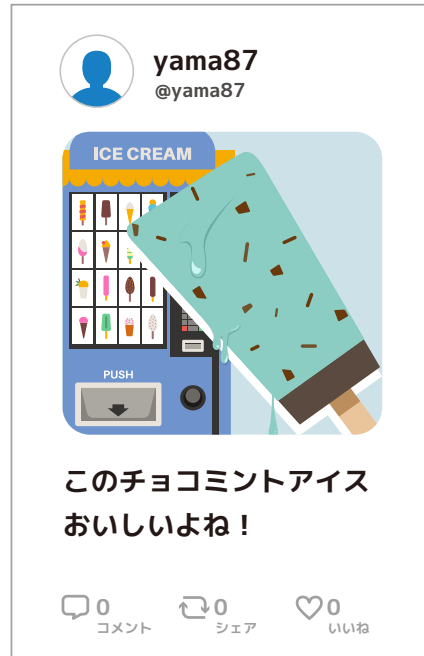 yama87
@yama87
ICE CREAM
PUSH
このチョコミントアイス
おいしいよね！
0
コメント
0
シェア
0
いいね